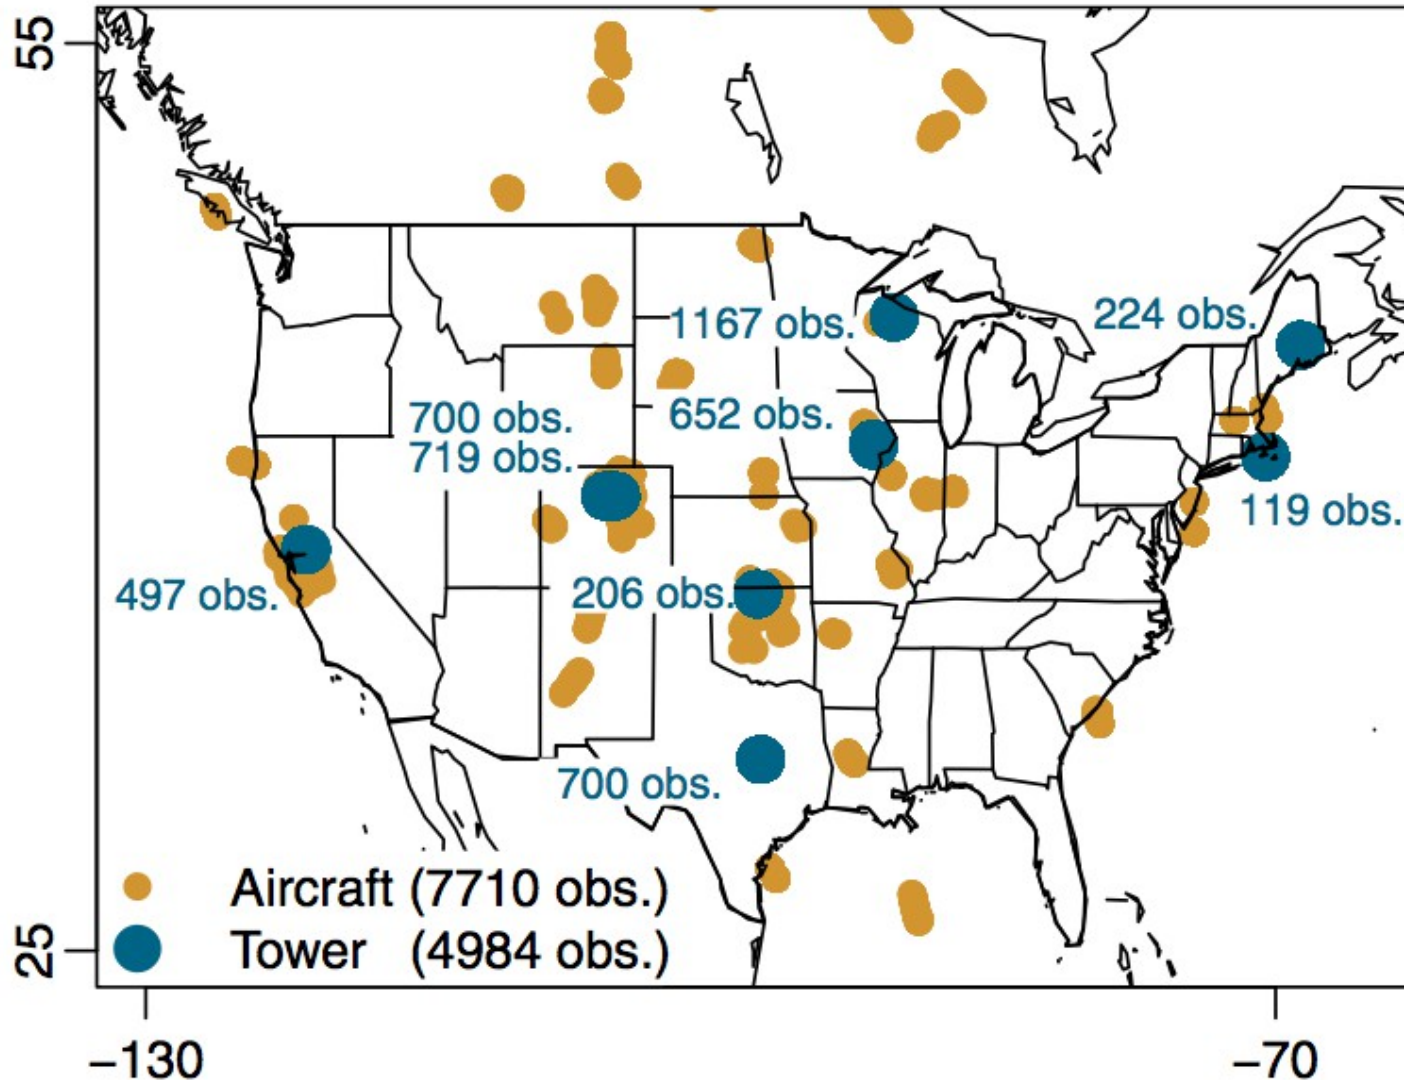 55
1167 obs.
224 obs.
700 obs.
652 obs.
719 obs.
119 obs.
497 obs.
206 obs.
700 obs.
Aircraft (7710 obs.)
Tower (4984 obs.)
25
−130
−70